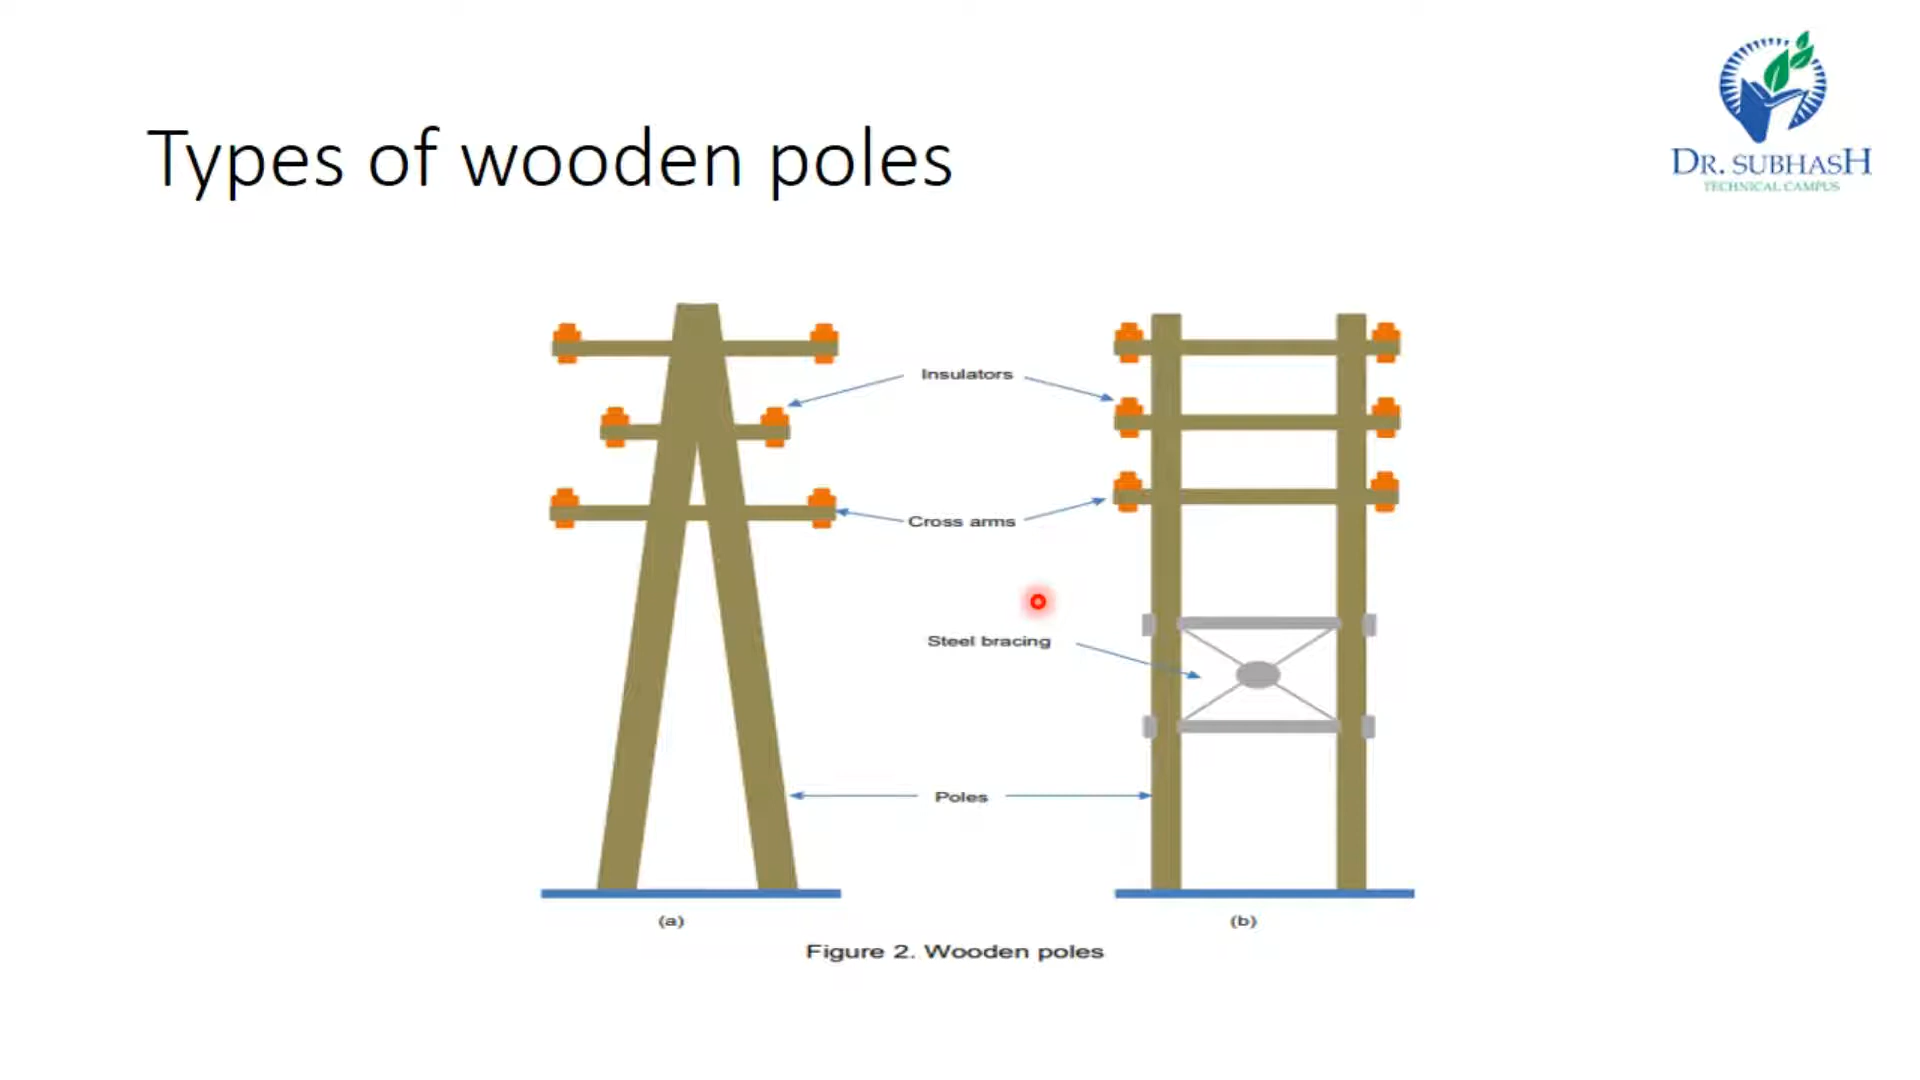 Types of wooden poles
DR. SUBHASH
TECHNICAL CAMPUS
Insulators
Cross arms
Steel bracing
Poles
(a)
(b)
Figure 2. Wooden poles